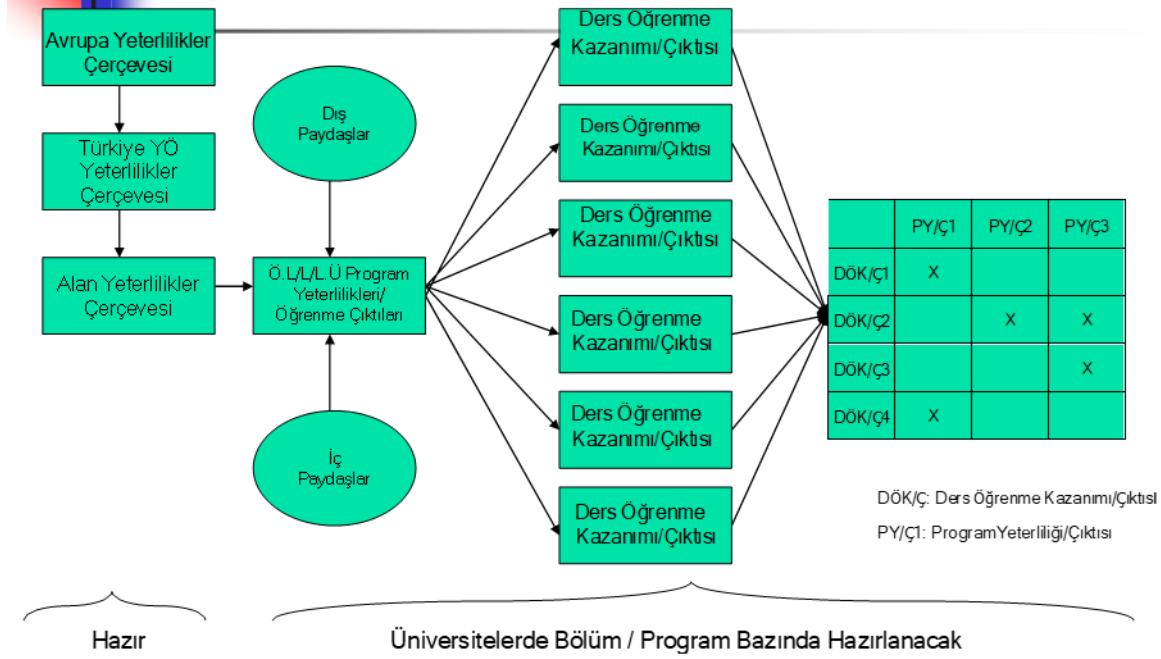 Avrupa Yeterlilikler
Çerçevesi
Türkiye YÖ
Yeterlilikler
Çerçevesi
Alan Yeterlilikler
Çerçevesi
Dış
Paydaşlar
Ö.L/L/L.Ü Program
Yeterlilikleri/
Öğrenme Çıktıları
İç
Paydaşlar
Ders Öğrenme
Kazanımı/Çıktısı
Ders Öğrenme
Kazanımı/Çıktısı
Ders Öğrenme
Kazanımı/Çıktısı
Ders Öğrenme
Kazanımı/Çıktısı
Ders Öğrenme
Kazanımı/Çıktısı
Ders Öğrenme
Kazanımı/Çıktısı
PY/Ç1 PY/Ç2 PY/Ç3
DÖK/Ç1 X
DÖK/Ç2 X X
DÖK/Ç3 X
DÖK/Ç4 X
DÖK/Ç: Ders Öğrenme Kazanımı/Çıktısı
PY/Ç1: ProgramYeterliliği/Çıktısı
Hazır
Üniversitelerde Bölüm / Program Bazında Hazırlanacak